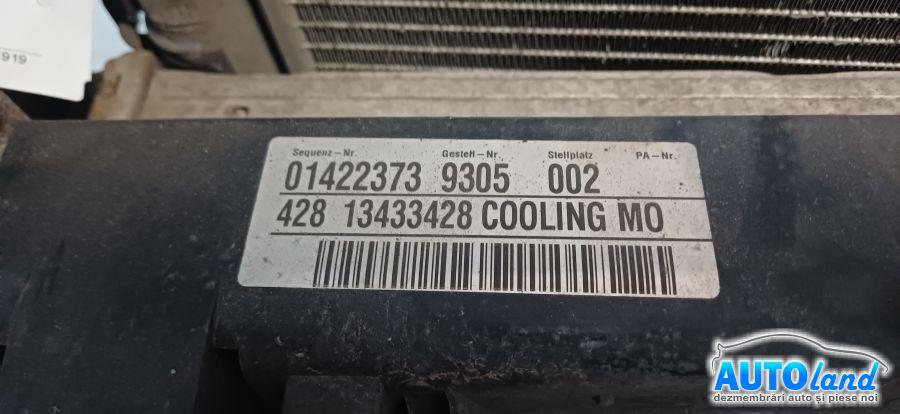 1919
Sequenz-Nr. Gestell-Nr. Stellplatz PA-Nr.
01422373 9305 002
428 13433428 COOLING MO
AUTOland
dezmembrări auto și piese noi